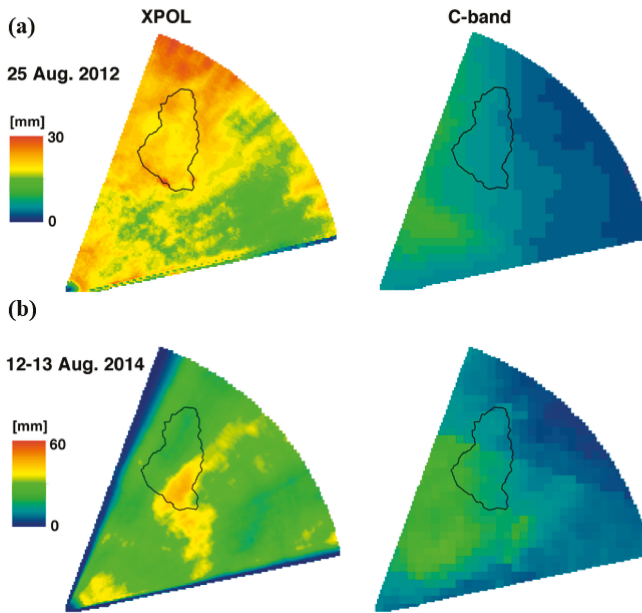 XPOL
C-band
(a)
25 Aug. 2012
[mm]
30
0
(b)
12-13 Aug. 2014
[mm]
60
0